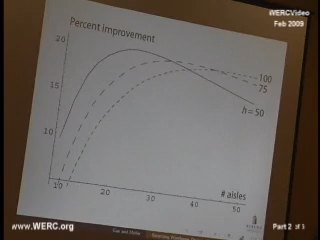 WERCVideo
Feb 2009
Percent improvement
20
15
10
100
75
h = 50
# aisles
10
20
30
40
50
www.WERC.org
Part 2 of 3